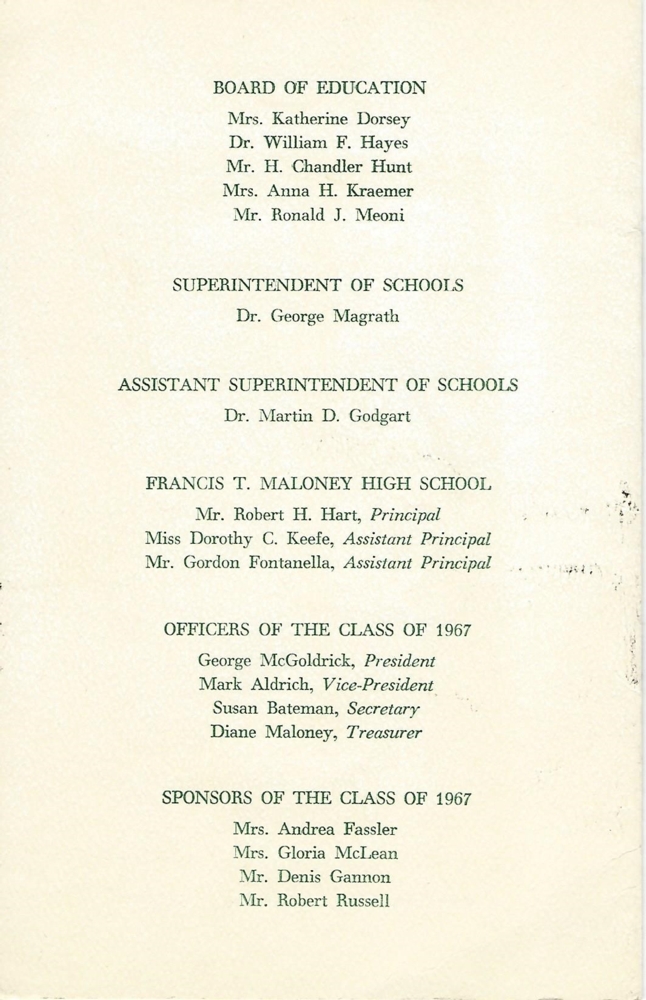 BOARD OF EDUCATION
Mrs. Katherine Dorsey
Dr. William F. Hayes
Mr. H. Chandler Hunt
Mrs. Anna H. Kraemer
Mr. Ronald J. Meoni
SUPERINTENDENT OF SCHOOLS
Dr. George Magrath
ASSISTANT SUPERINTENDENT OF SCHOOLS
Dr. Martin D. Godgart
FRANCIS T. MALONEY HIGH SCHOOL
Mr. Robert H. Hart, Principal
Miss Dorothy C. Keefe, Assistant Principal
Mr. Gordon Fontanella, Assistant Principal
OFFICERS OF THE CLASS OF 1967
George McGoldrick, President
Mark Aldrich, Vice-President
Susan Bateman, Secretary
Diane Maloney, Treasurer
SPONSORS OF THE CLASS OF 1967
Mrs. Andrea Fassler
Mrs. Gloria McLean
Mr. Denis Gannon
Mr. Robert Russell